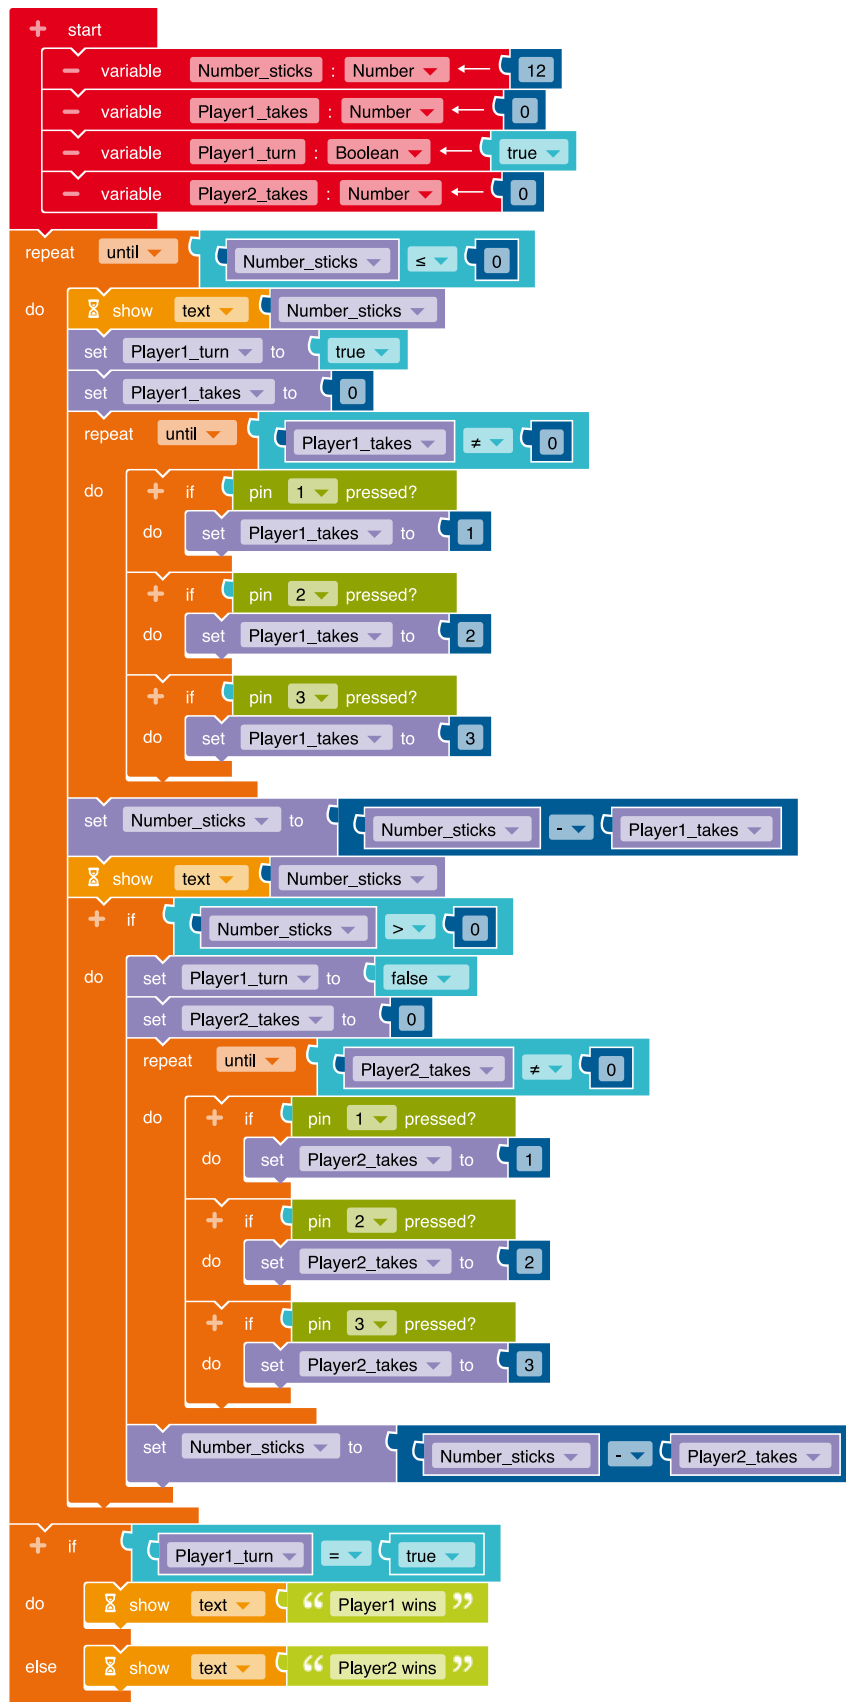 + start
− variable Number_sticks : Number ← 12
− variable Player1_takes : Number ← 0
− variable Player1_turn : Boolean ← true
− variable Player2_takes : Number ← 0
repeat until Number_sticks ≤ 0
do show text Number_sticks
set Player1_turn to true
set Player1_takes to 0
repeat until Player1_takes ≠ 0
do + if pin 1 pressed?
do set Player1_takes to 1
+ if pin 2 pressed?
do set Player1_takes to 2
+ if pin 3 pressed?
do set Player1_takes to 3
set Number_sticks to Number_sticks - Player1_takes
show text Number_sticks
+ if Number_sticks > 0
do set Player1_turn to false
set Player2_takes to 0
repeat until Player2_takes ≠ 0
do + if pin 1 pressed?
do set Player2_takes to 1
+ if pin 2 pressed?
do set Player2_takes to 2
+ if pin 3 pressed?
do set Player2_takes to 3
set Number_sticks to Number_sticks - Player2_takes
+ if Player1_turn = true
do show text “ Player1 wins ”
else show text “ Player2 wins ”